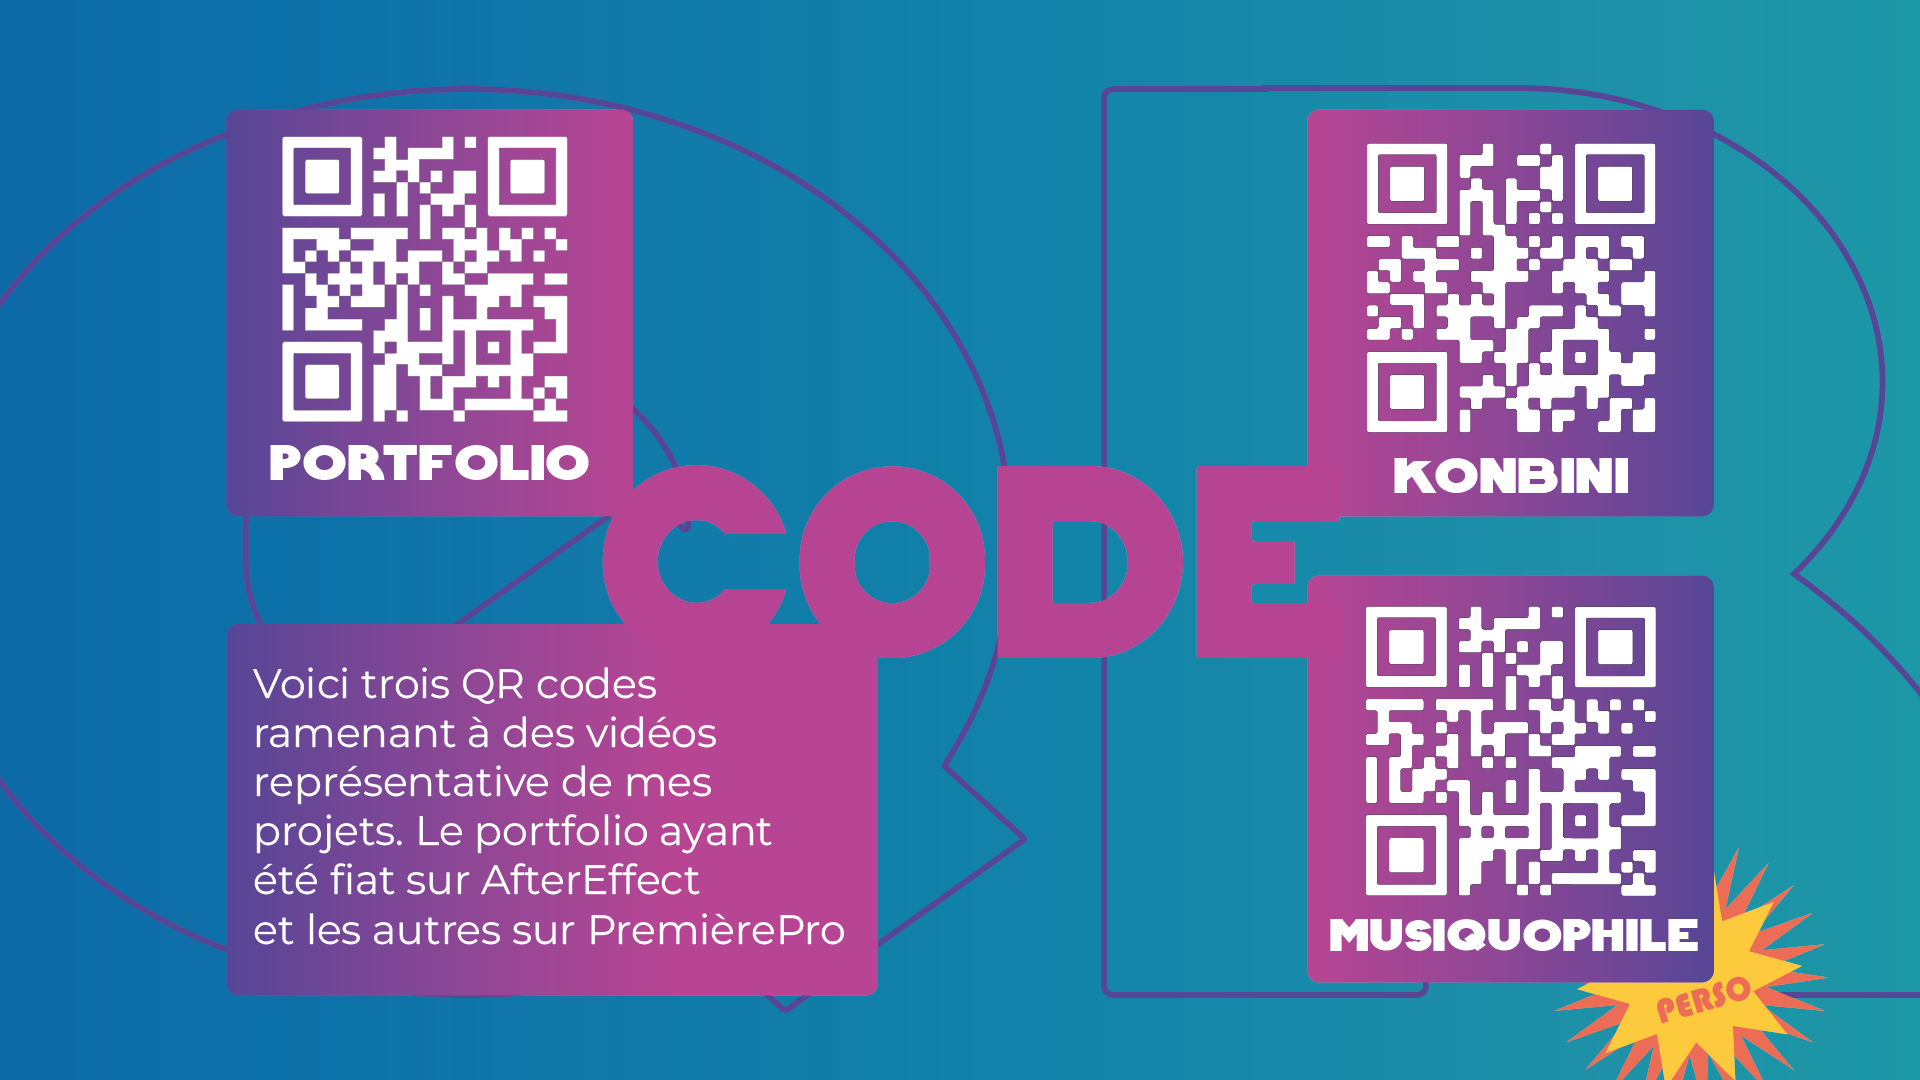 QR
PORTFOLIO
KONBINI
CODE
Voici trois QR codes
ramenant à des vidéos
représentative de mes
projets. Le portfolio ayant
été fiat sur AfterEffect
et les autres sur PremièrePro
MUSIQUOPHILE
PERSO